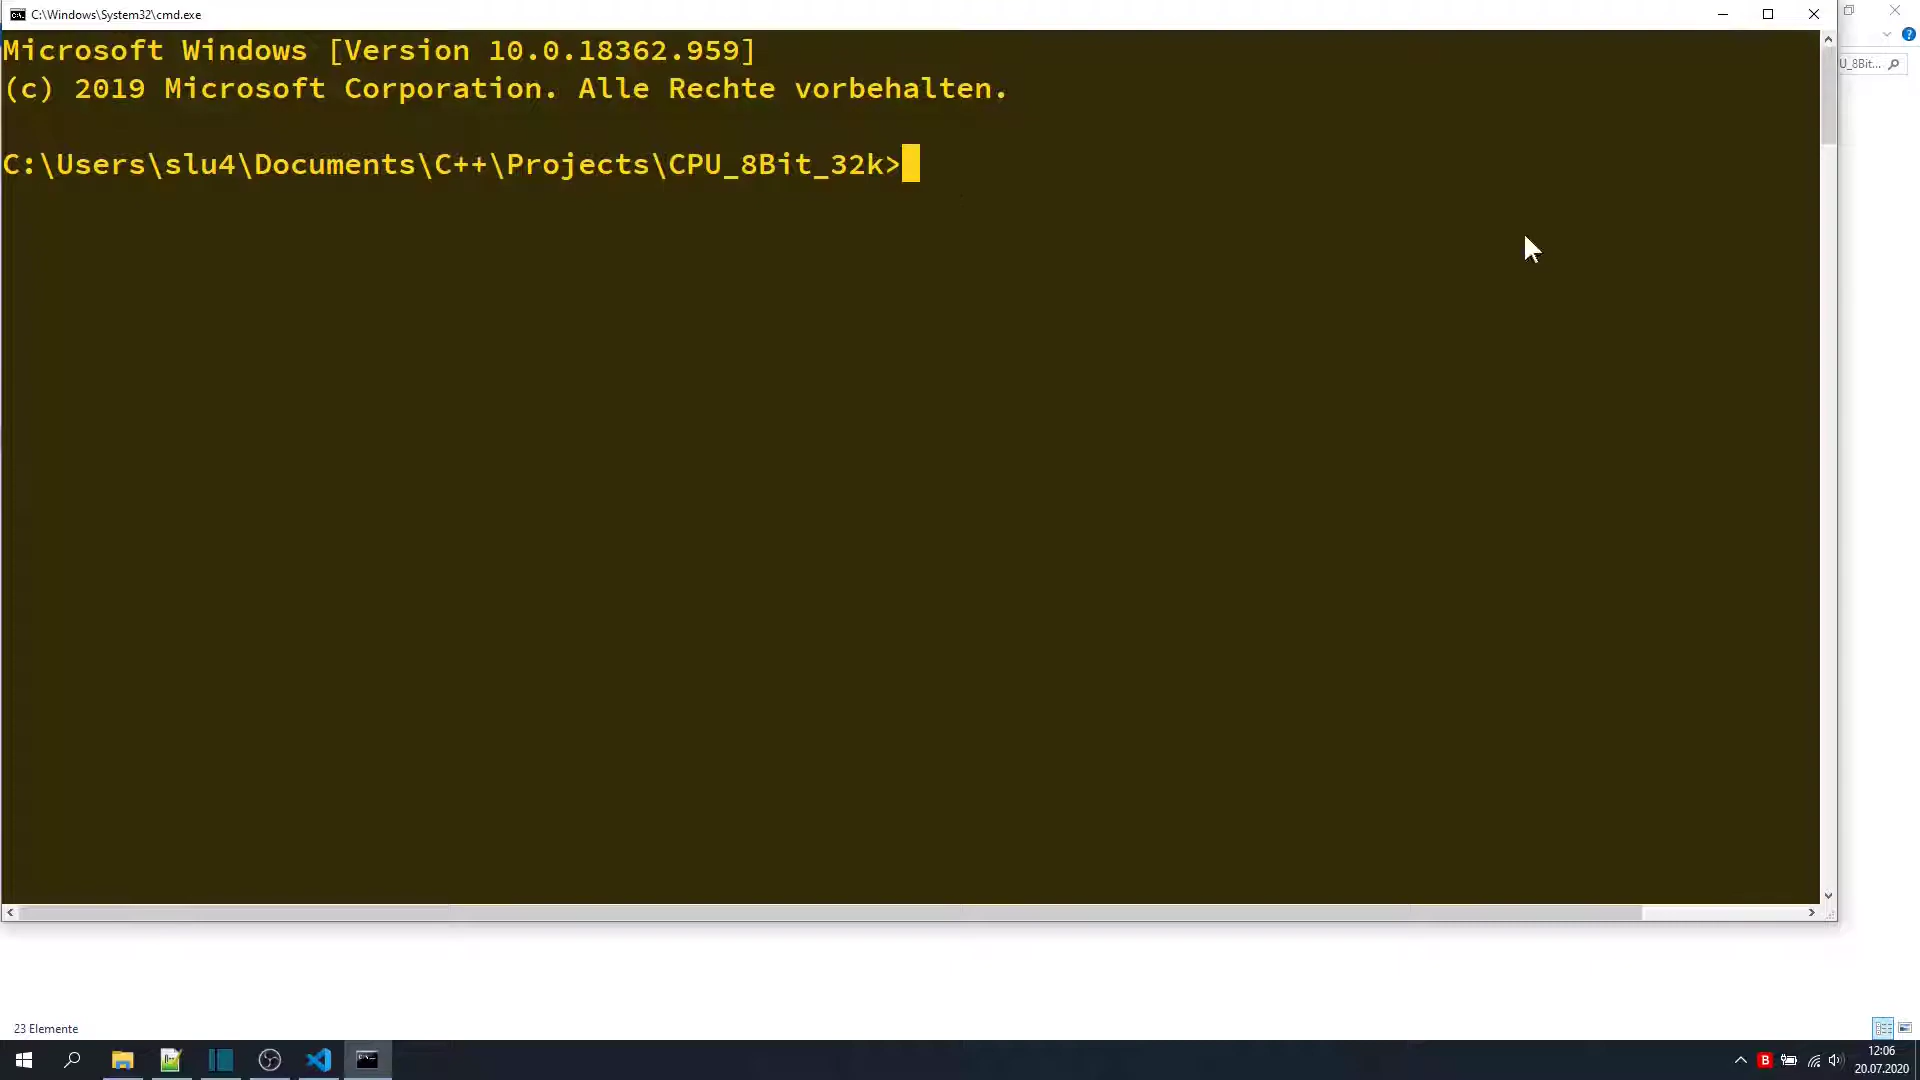 C:\Windows\System32\cmd.exe
Microsoft Windows [Version 10.0.18362.959]
(c) 2019 Microsoft Corporation. Alle Rechte vorbehalten.
C:\Users\slu4\Documents\C++\Projects\CPU_8Bit_32k>
U_8Bit...
23 Elemente
12:06
20.07.2020